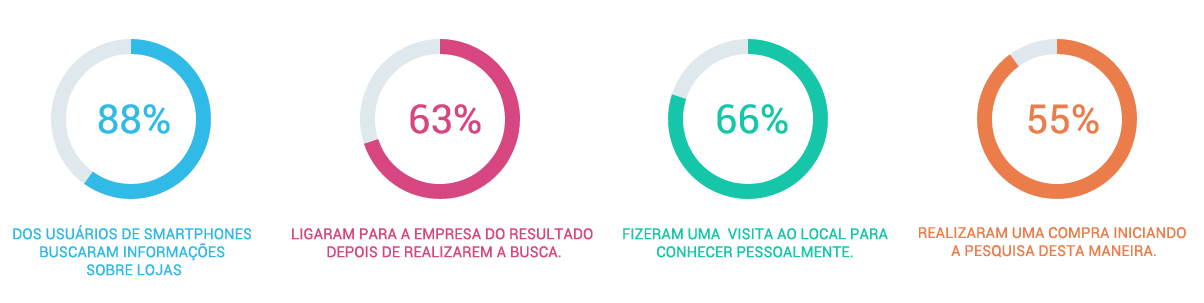 88%
DOS USUÁRIOS DE SMARTPHONES
BUSCARAM INFORMAÇÕES
SOBRE LOJAS
63%
LIGARAM PARA A EMPRESA DO RESULTADO
DEPOIS DE REALIZAREM A BUSCA.
66%
FIZERAM UMA VISITA AO LOCAL PARA
CONHECER PESSOALMENTE.
55%
REALIZARAM UMA COMPRA INICIANDO
A PESQUISA DESTA MANEIRA.